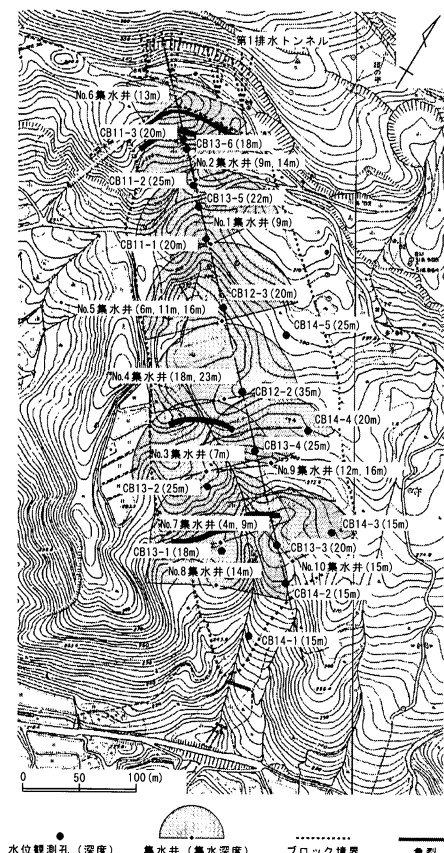 第1排水トンネル
No.6集水井(13m)
CB11-3(20m)
CB13-6(18m)
No.2集水井(9m, 14m)
CB11-2(25m)
CB13-5(22m)
No.1集水井(9m)
CB11-1(20m)
CB12-3(20m)
No.5集水井(6m, 11m, 16m)
CB14-5(25m)
No.4集水井(18m, 23m)
CB12-2(35m)
CB14-4(20m)
CB13-4(25m)
No.3集水井(7m)
No.9集水井(12m, 16m)
CB13-2(25m)
No.7集水井(4m, 9m)
CB14-3(15m)
CB13-1(18m)
CB13-3(20m)
No.8集水井(14m)
No.10集水井(15m)
CB14-2(15m)
CB14-1(15m)
0 50 100(m)
水位観測孔(深度)
集水井(集水深度)
ブロック境界
亀裂